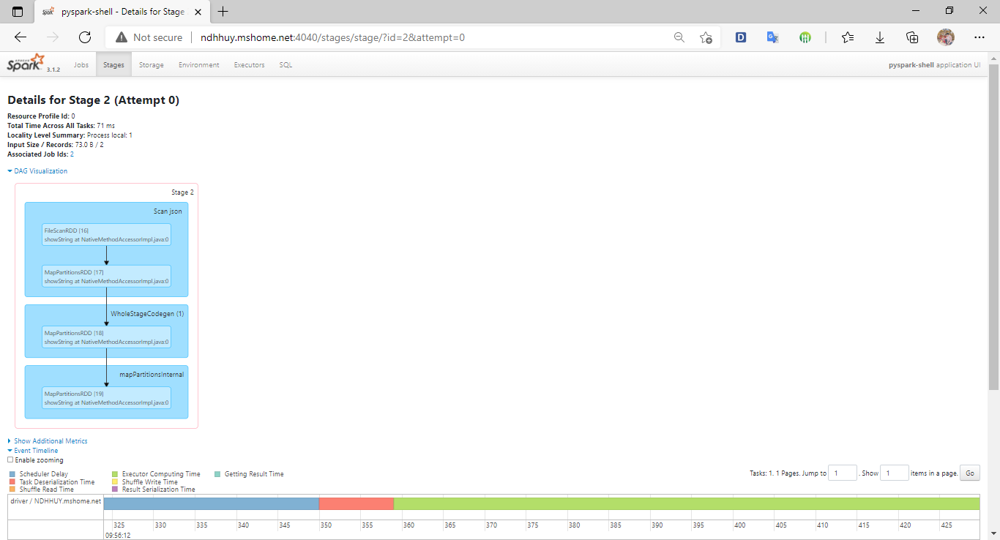 pyspark-shell - Details for Stage
Not secure ndhhuy.mshome.net:4040/stages/stage/?id=2&attempt=0
APACHE Spark 3.1.2 Jobs Stages Storage Environment Executors SQL pyspark-shell application UI
Details for Stage 2 (Attempt 0)
Resource Profile Id: 0
Total Time Across All Tasks: 71 ms
Locality Level Summary: Process local: 1
Input Size / Records: 73.0 B / 2
Associated Job Ids: 2
DAG Visualization
Stage 2
Scan json
FileScanRDD [16]
showString at NativeMethodAccessorImpl.java:0
MapPartitionsRDD [17]
showString at NativeMethodAccessorImpl.java:0
WholeStageCodegen (1)
MapPartitionsRDD [18]
showString at NativeMethodAccessorImpl.java:0
mapPartitionsInternal
MapPartitionsRDD [19]
showString at NativeMethodAccessorImpl.java:0
Show Additional Metrics
Event Timeline
Enable zooming
Scheduler Delay Executor Computing Time Getting Result Time
Task Deserialization Time Shuffle Write Time
Shuffle Read Time Result Serialization Time
Tasks: 1. 1 Pages. Jump to 1 . Show 1 items in a page. Go
driver / NDHHUY.mshome.net
325 330 335 340 345 350 355 360 365 370 375 380 385 390 395 400 405 410 415 420 425
09:56:12